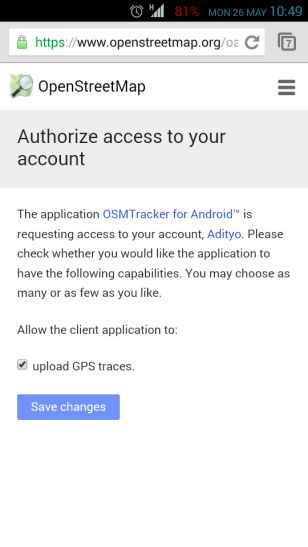 H 81% MON 26 MAY 10:49
https://www.openstreetmap.org/oa 7
OpenStreetMap
Authorize access to your
account
The application OSMTracker for Android™ is
requesting access to your account, Adityo. Please
check whether you would like the application to
have the following capabilities. You may choose as
many or as few as you like.
Allow the client application to:
upload GPS traces.
Save changes